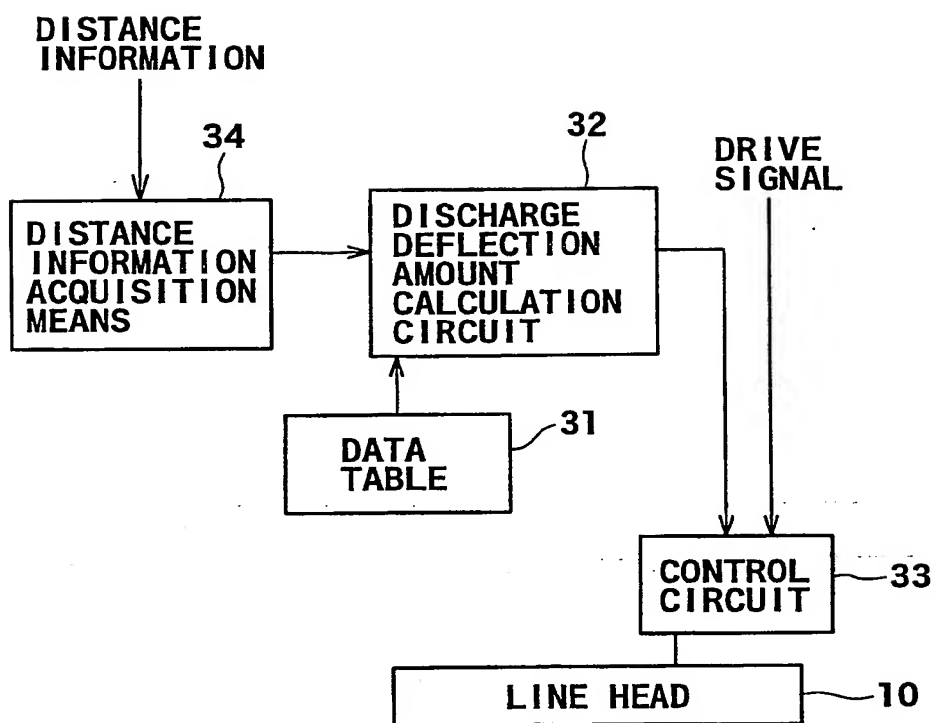 DISTANCE
INFORMATION
34
DISTANCE
INFORMATION
ACQUISITION
MEANS
32
DISCHARGE
DEFLECTION
AMOUNT
CALCULATION
CIRCUIT
DRIVE
SIGNAL
31
DATA
TABLE
CONTROL
CIRCUIT
33
LINE HEAD
10